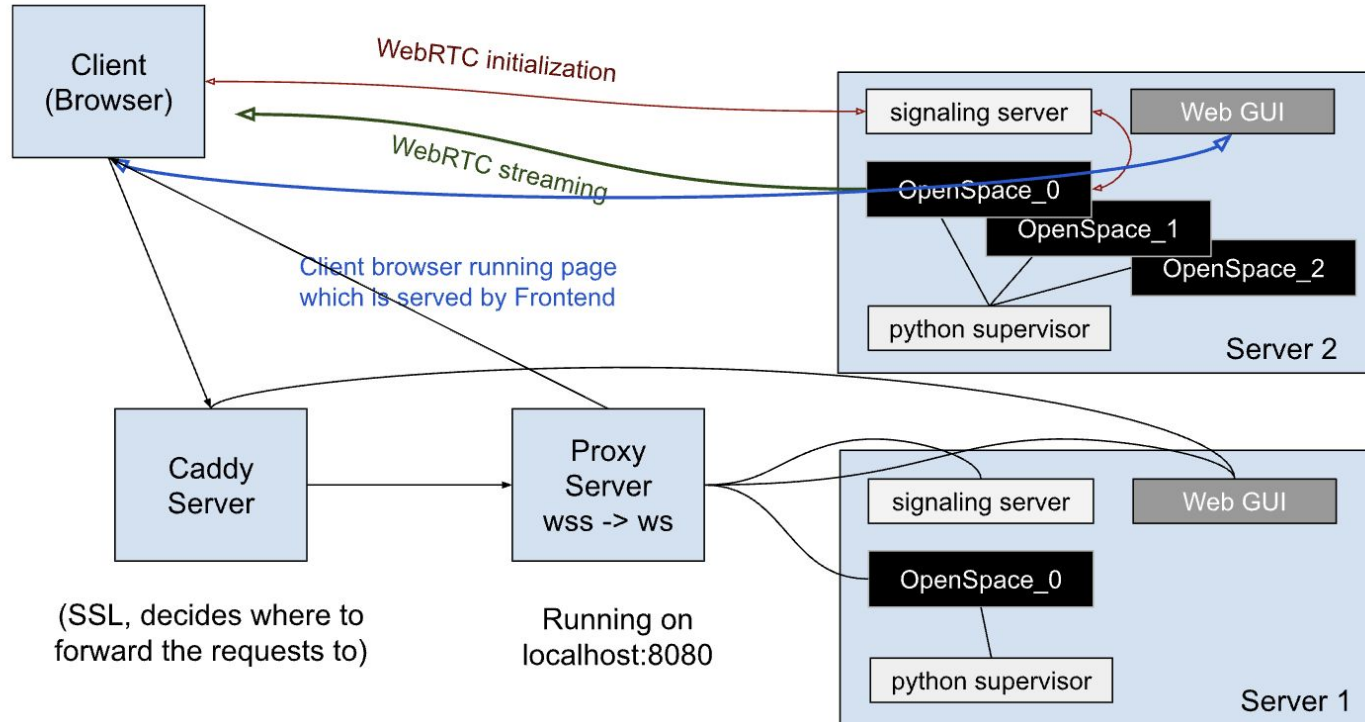 Client
(Browser)
WebRTC initialization
WebRTC streaming
signaling server
Web GUI
OpenSpace_0
OpenSpace_1
OpenSpace_2
python supervisor
Server 2
Client browser running page
which is served by Frontend
Caddy
Server
Proxy
Server
wss -> ws
signaling server
Web GUI
OpenSpace_0
python supervisor
Server 1
(SSL, decides where to
forward the requests to)
Running on
localhost:8080